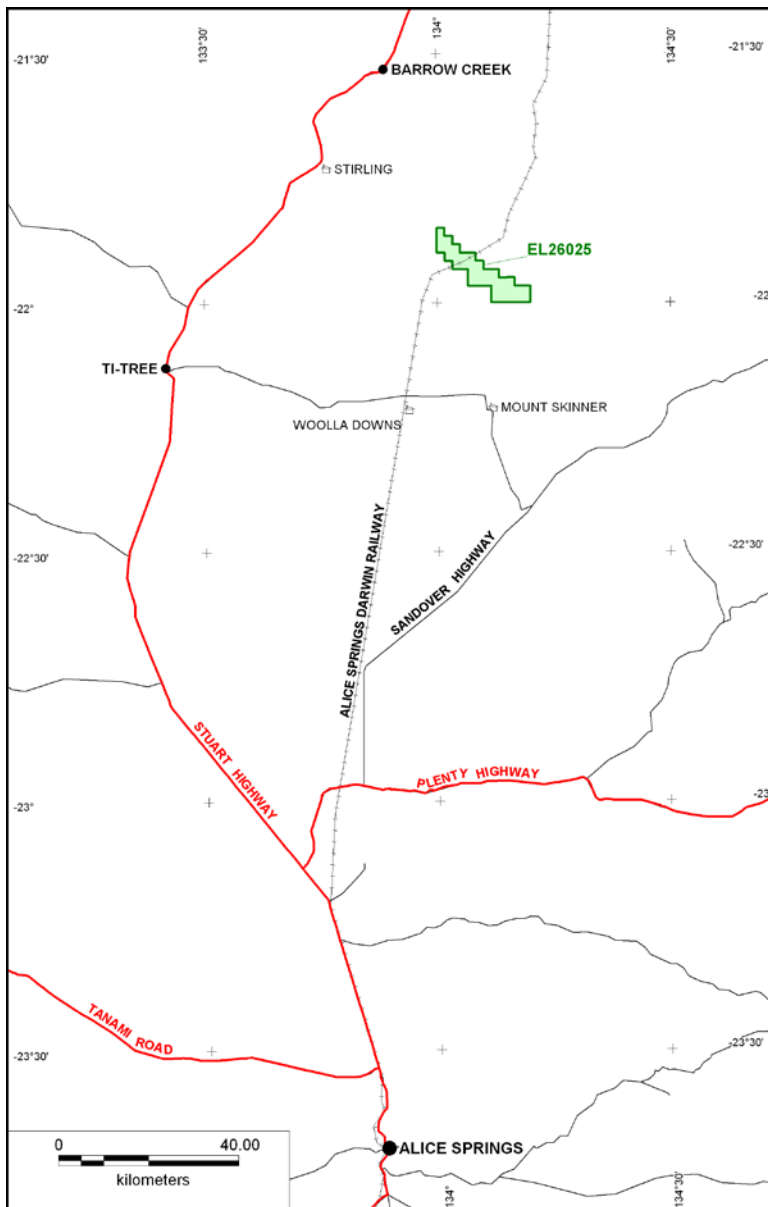 133°30'
134°
134°30'
-21°30'
-21°30'
BARROW CREEK
STIRLING
EL26025
-22°
-22
TI-TREE
WOOLLA DOWNS
MOUNT SKINNER
-22°30'
-22°30'
ALICE SPRINGS DARWIN RAILWAY
SANDOVER HIGHWAY
STUART HIGHWAY
PLENTY HIGHWAY
-23°
-23
TANAMI ROAD
-23°30'
-23°30'
0 40.00
kilometers
ALICE SPRINGS
134°
134°30'